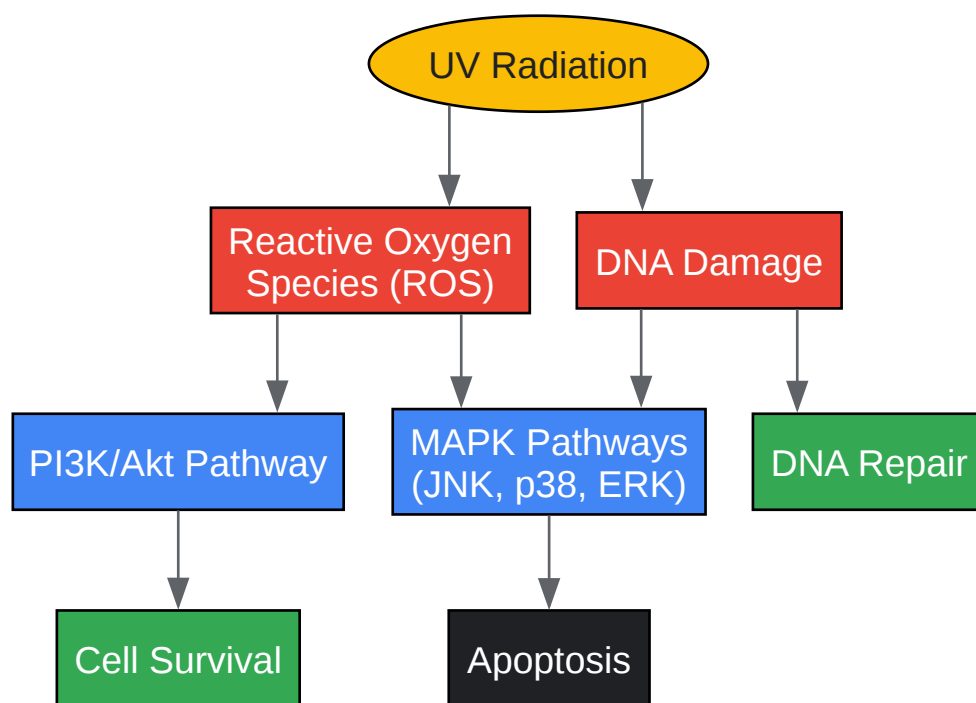 UV Radiation
Reactive Oxygen
Species (ROS)
DNA Damage
PI3K/Akt Pathway
MAPK Pathways
(JNK, p38, ERK)
DNA Repair
Cell Survival
Apoptosis